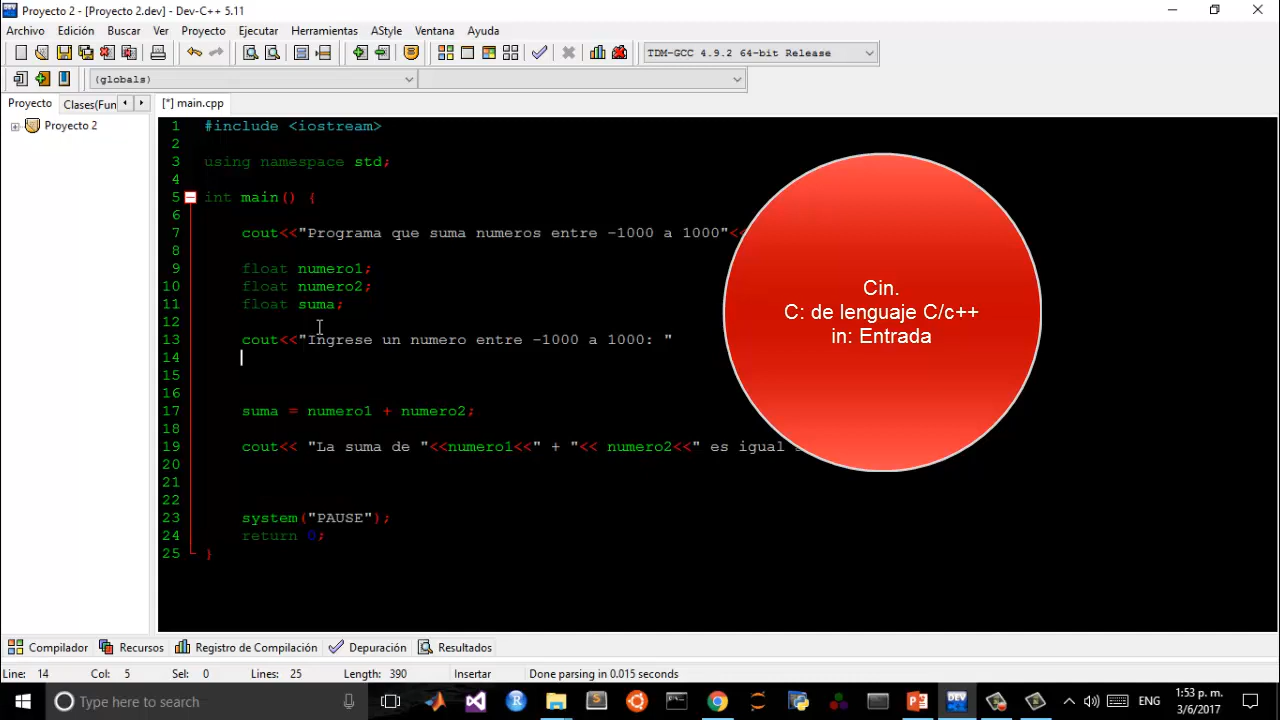 Proyecto 2 - [Proyecto 2.dev] - Dev-C++ 5.11
Archivo Edición Buscar Ver Proyecto Ejecutar Herramientas AStyle Ventana Ayuda
TDM-GCC 4.9.2 64-bit Release
(globals)
Proyecto Clases(Fun [*] main.cpp
Proyecto 2
1 #include <iostream>
2
3 using namespace std;
4
5 int main() {
6
7 cout<<"Programa que suma numeros entre -1000 a 1000"<<
8
9 float numero1;
10 float numero2;
11 float suma;
12
13 cout<<"Ingrese un numero entre -1000 a 1000: "
14
15
16
17 suma = numero1 + numero2;
18
19 cout<< "La suma de "<<numero1<<" + "<< numero2<<" es igual
20
21
22
23 system("PAUSE");
24 return 0;
25 }
Cin.
C: de lenguaje C/c++
in: Entrada
Compilador Recursos Registro de Compilación Depuración Resultados
Line: 14 Col: 5 Sel: 0 Lines: 25 Length: 390 Insertar Done parsing in 0.015 seconds
Type here to search
ENG
1:53 p. m.
3/6/2017